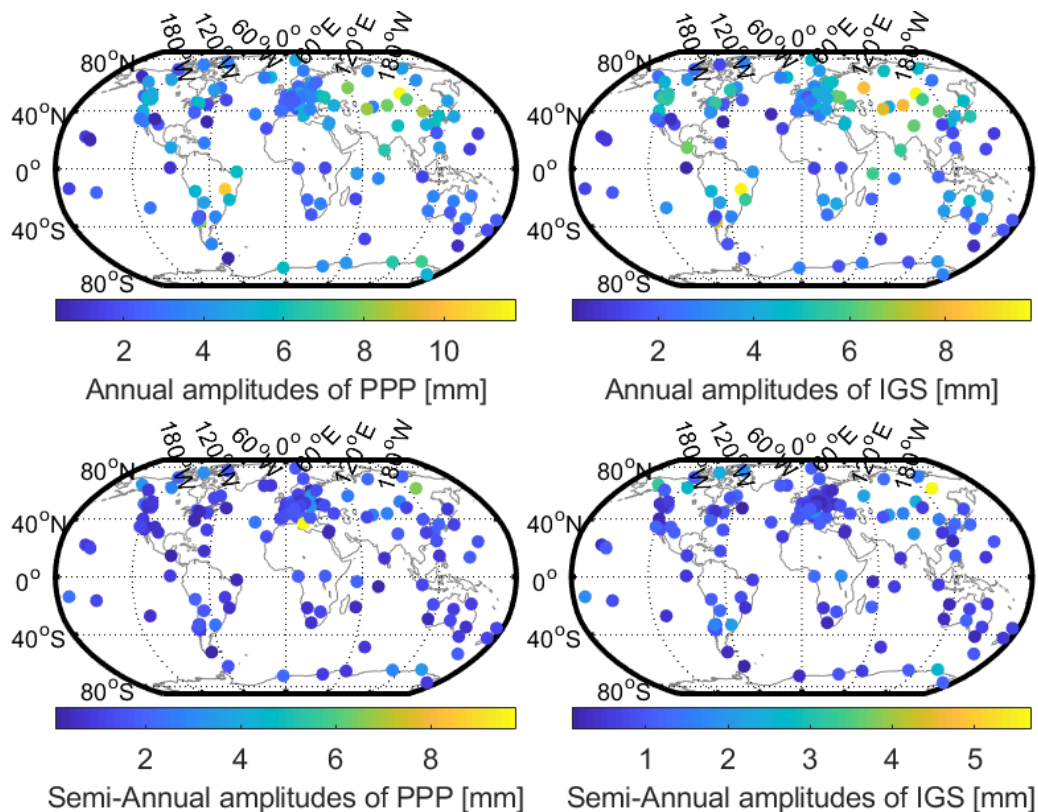 180°W 120°W 60°W 0° 60°E 120°E 180°W 180°W 120°W 60°W 0° 60°E 120°E 180°W
80°N 80°N
40°N 40°N
0° 0°
40°S 40°S
80°S 80°S
2 4 6 8 10 2 4 6 8
Annual amplitudes of PPP [mm] Annual amplitudes of IGS [mm]
180°W 120°W 60°W 0° 60°E 120°E 180°W 180°W 120°W 60°W 0° 60°E 120°E 180°W
80°N 80°N
40°N 40°N
0° 0°
40°S 40°S
80°S 80°S
2 4 6 8 1 2 3 4 5
Semi-Annual amplitudes of PPP [mm] Semi-Annual amplitudes of IGS [mm]